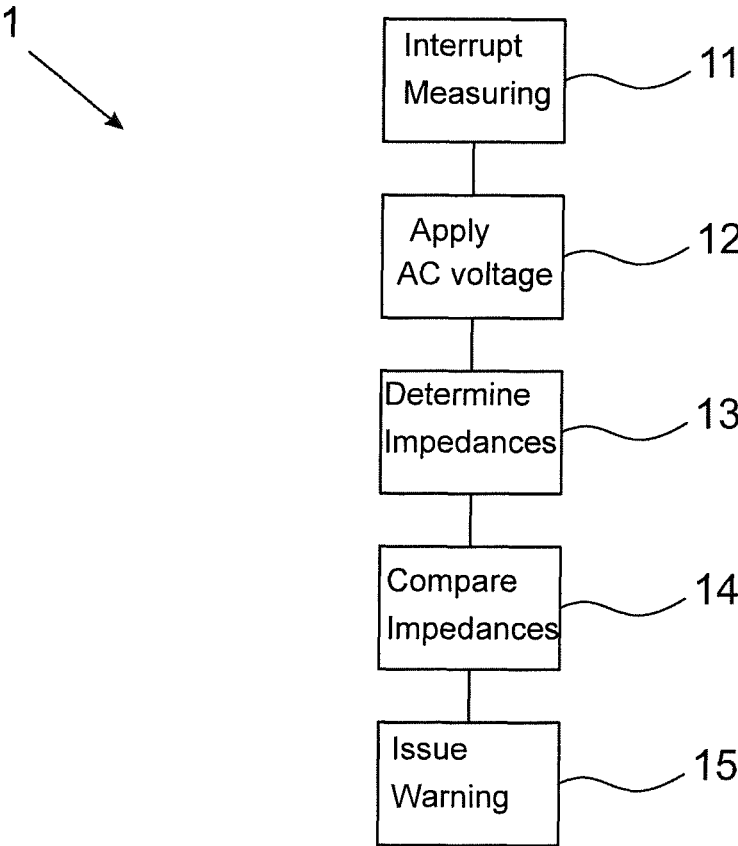 1
Interrupt
Measuring
11
Apply
AC voltage
12
Determine
Impedances
13
Compare
Impedances
14
Issue
Warning
15